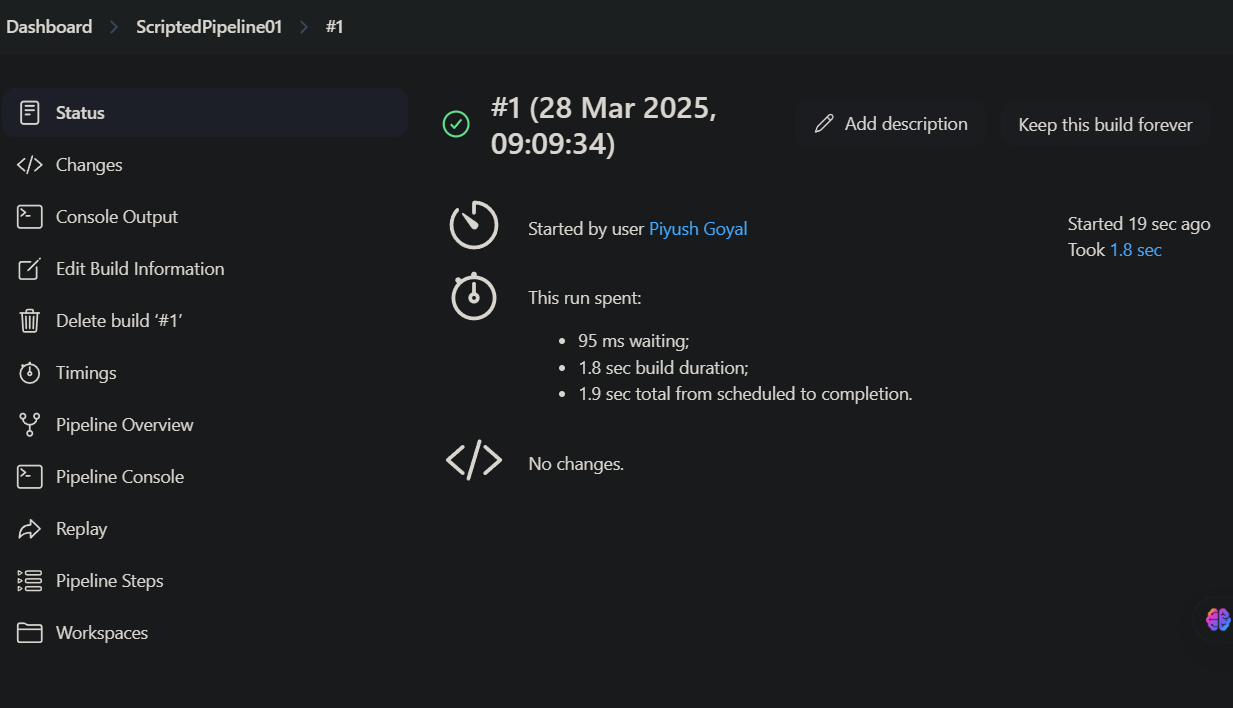 Dashboard > ScriptedPipeline01 > #1
Status
Changes
Console Output
Edit Build Information
Delete build ‘#1’
Timings
Pipeline Overview
Pipeline Console
Replay
Pipeline Steps
Workspaces
#1 (28 Mar 2025,
09:09:34)
Add description
Keep this build forever
Started by user Piyush Goyal
Started 19 sec ago
Took 1.8 sec
This run spent:
• 95 ms waiting;
• 1.8 sec build duration;
• 1.9 sec total from scheduled to completion.
No changes.